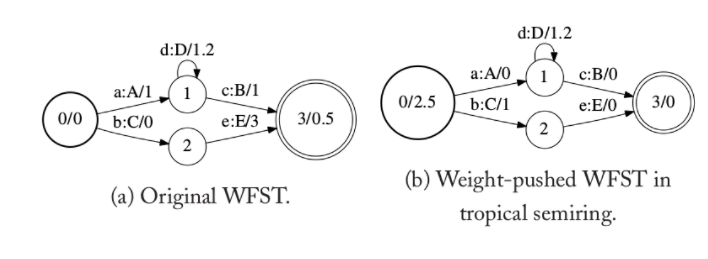 d:D/1.2
a:A/1
1
c:B/1
0/0
3/0.5
b:C/0
2
e:E/3
(a) Original WFST.
d:D/1.2
a:A/0
1
c:B/0
0/2.5
3/0
b:C/1
2
e:E/0
(b) Weight-pushed WFST in
tropical semiring.